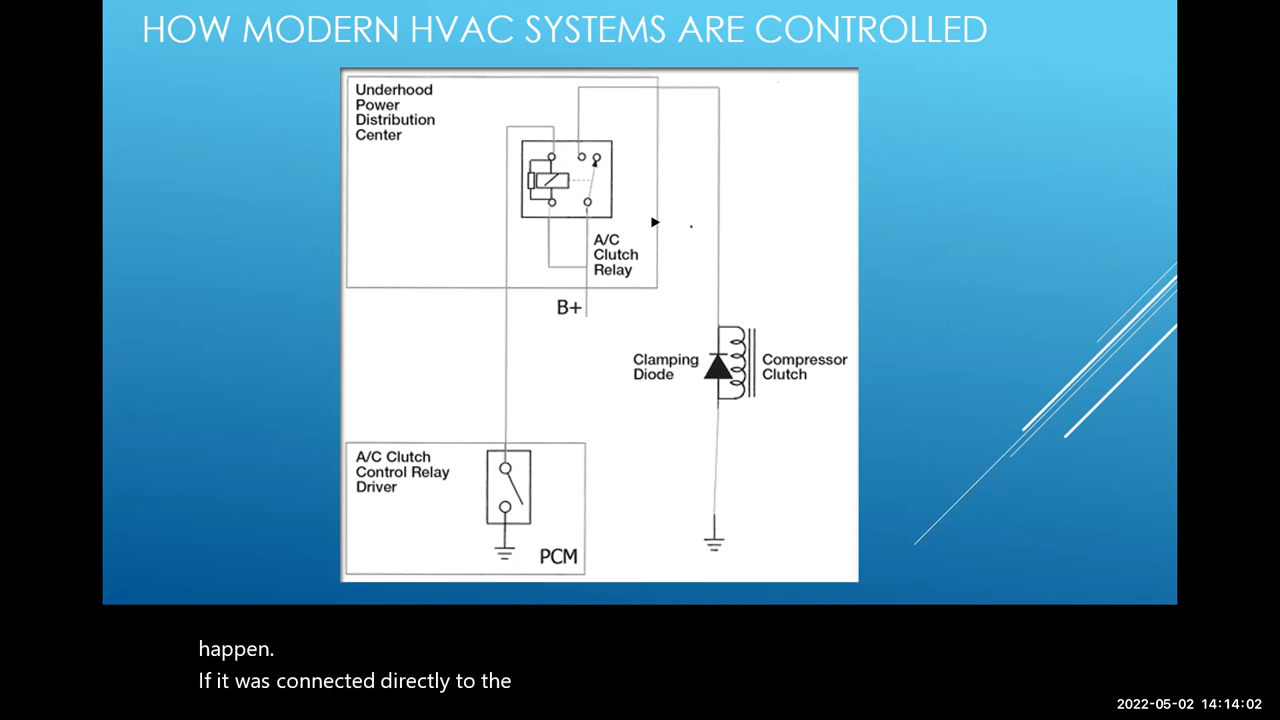 HOW MODERN HVAC SYSTEMS ARE CONTROLLED
Underhood
Power
Distribution
Center
A/C
Clutch
Relay
B+
Clamping
Diode
Compressor
Clutch
A/C Clutch
Control Relay
Driver
PCM
happen.
If it was connected directly to the
2022-05-02 14:14:02